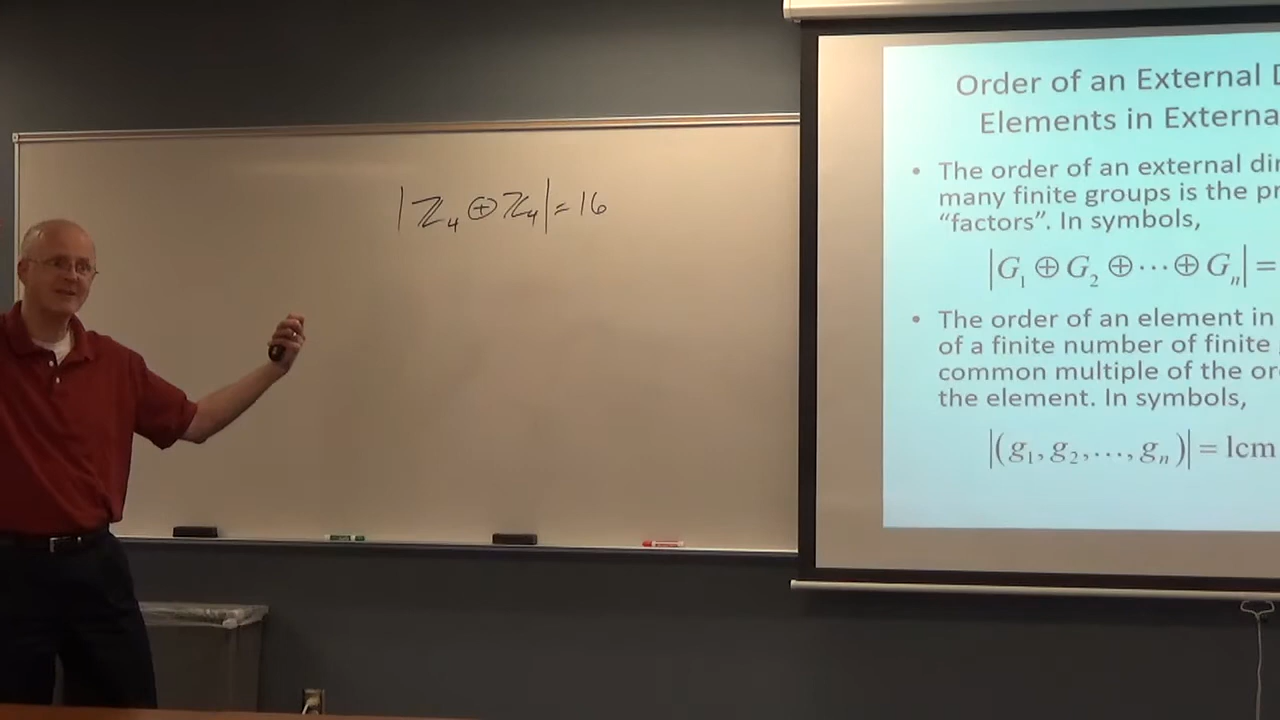 |ℤ₄ ⊕ ℤ₄| = 16
Order of an External
Elements in Externa
• The order of an external di
many finite groups is the pr
“factors”. In symbols,
|G₁ ⊕ G₂ ⊕ ⋯ ⊕ Gₙ| =
• The order of an element in
of a finite number of finite
common multiple of the or
the element. In symbols,
|(g₁, g₂, …, gₙ)| = lcm